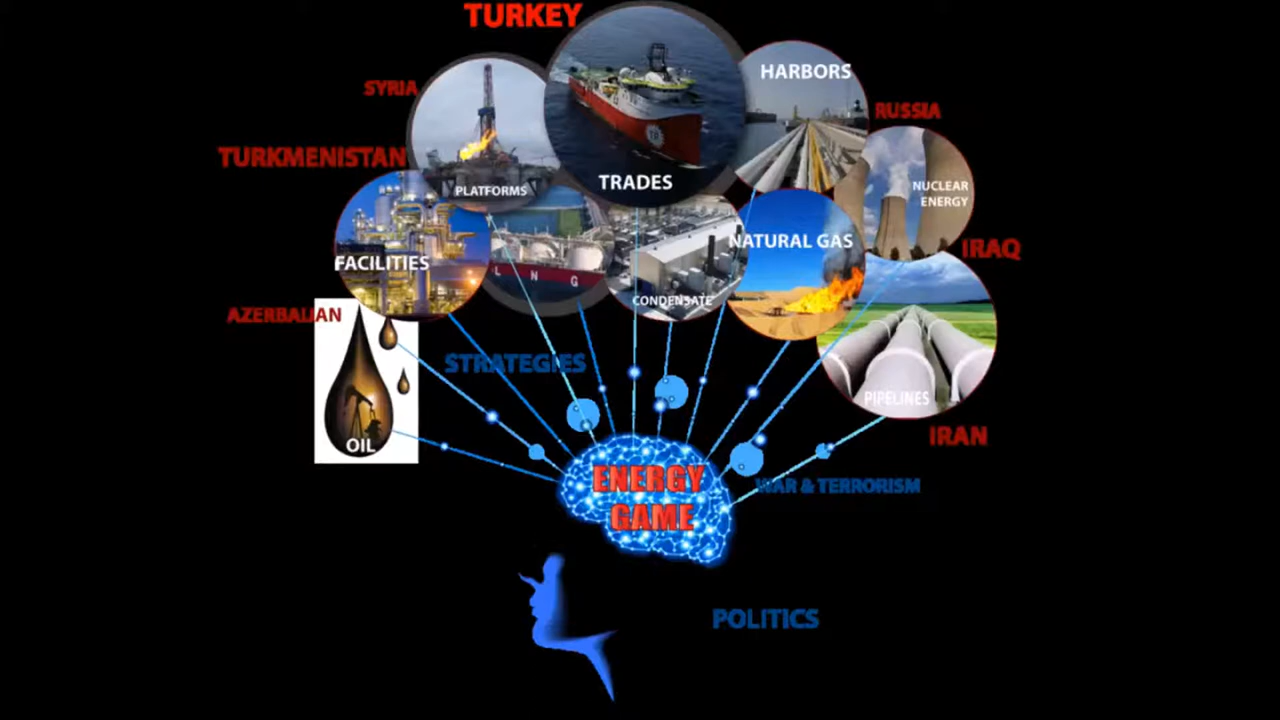 TURKEY
HARBORS
SYRIA
RUSSIA
TURKMENISTAN
TRADES
PLATFORMS
NUCLEAR
ENERGY
NATURAL GAS
IRAQ
FACILITIES
L N G
CONDENSATE
AZERBAIJAN
STRATEGIES
PIPELINES
OIL
IRAN
ENERGY
GAME
WAR & TERRORISM
POLITICS